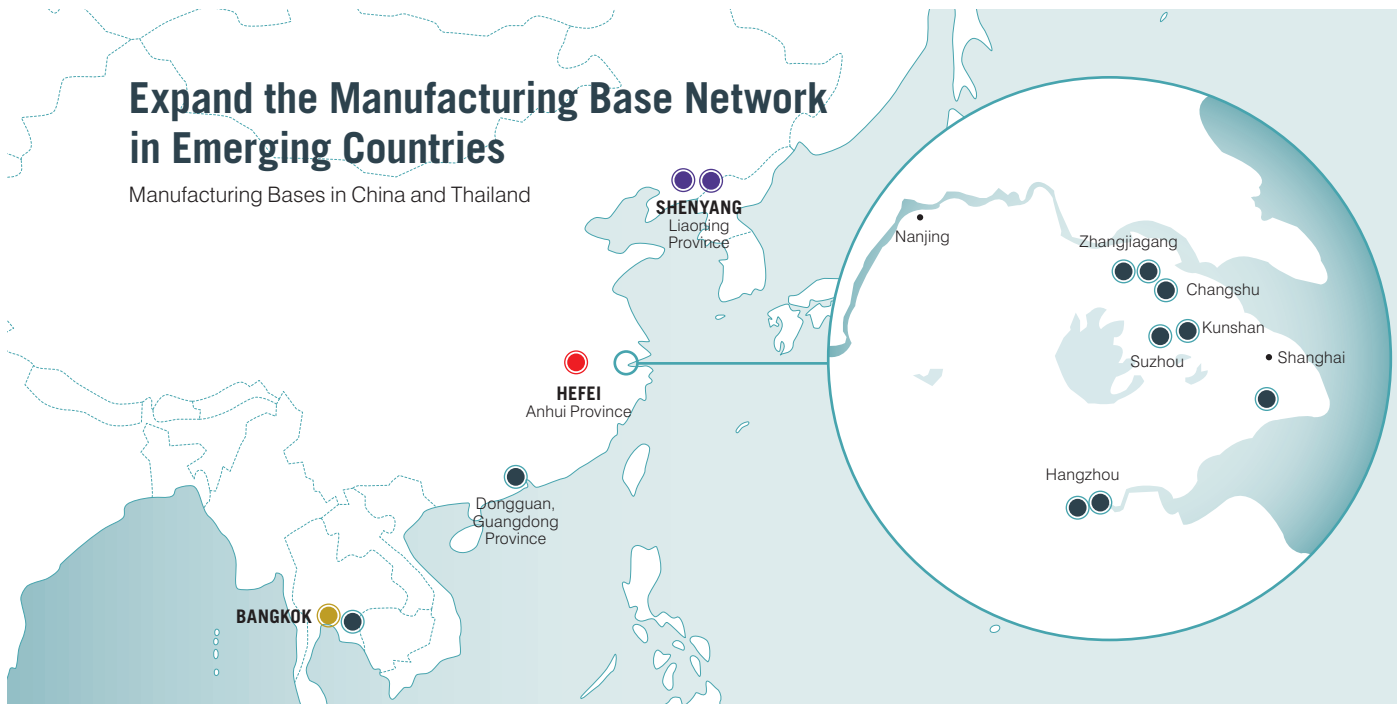 Expand the Manufacturing Base Network
in Emerging Countries
Manufacturing Bases in China and Thailand
SHENYANG
Liaoning
Province
HEFEI
Anhui Province
Dongguan,
Guangdong
Province
BANGKOK
Nanjing
Zhangjiagang
Changshu
Kunshan
Suzhou
Shanghai
Hangzhou